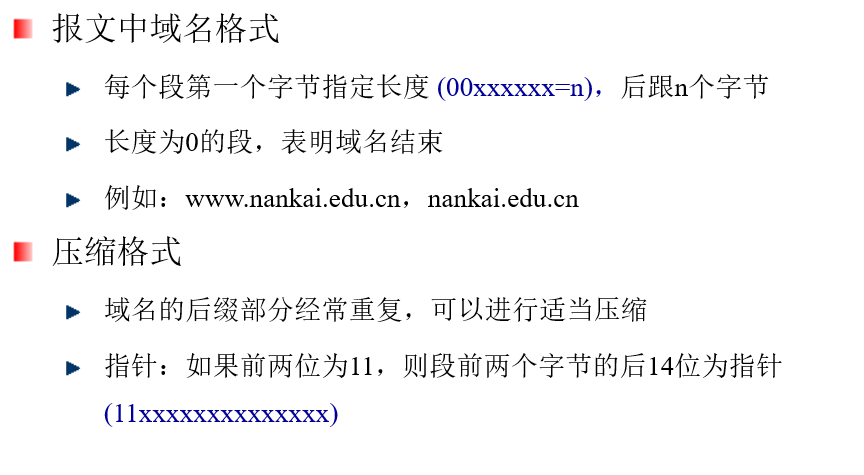 报文中域名格式
每个段第一个字节指定长度 (00xxxxxx=n)，后跟n个字节
长度为0的段，表明域名结束
例如：www.nankai.edu.cn，nankai.edu.cn
压缩格式
域名的后缀部分经常重复，可以进行适当压缩
指针：如果前两位为11，则段前两个字节的后14位为指针
(11xxxxxxxxxxxxxx)